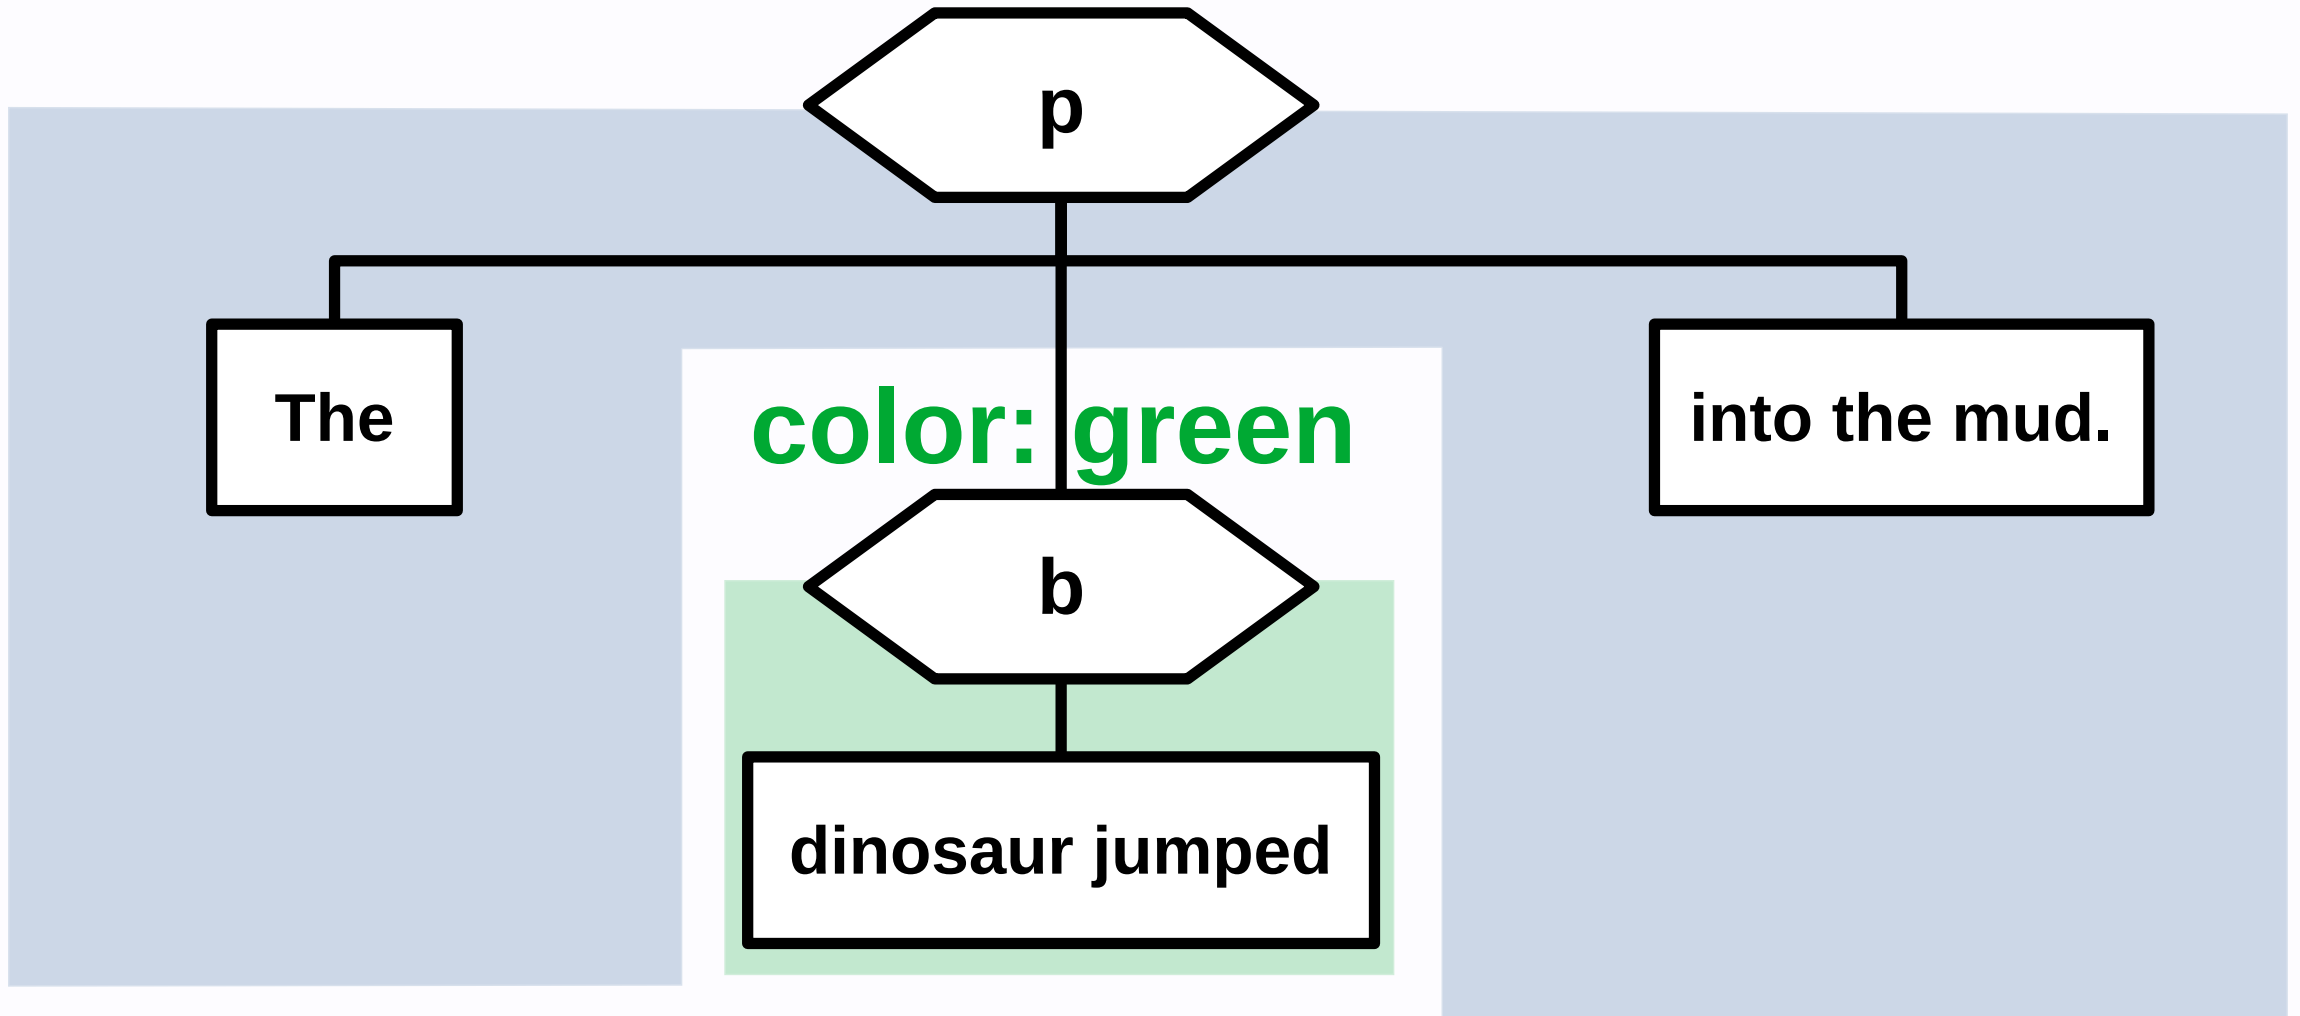 p
The
color: green
into the mud.
b
dinosaur jumped